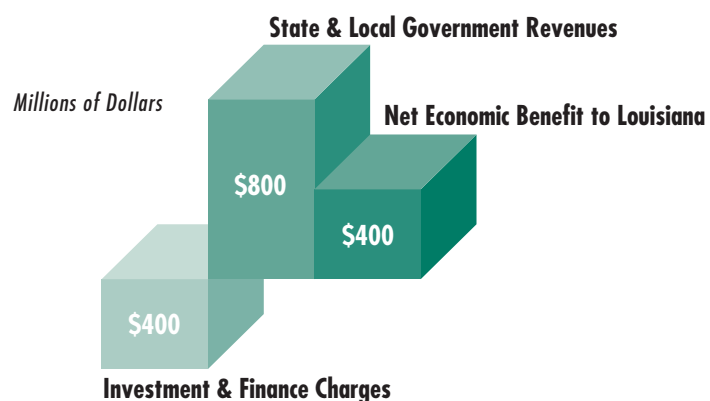 State & Local Government Revenues
Millions of Dollars
Net Economic Benefit to Louisiana
$800
$400
$400
Investment & Finance Charges